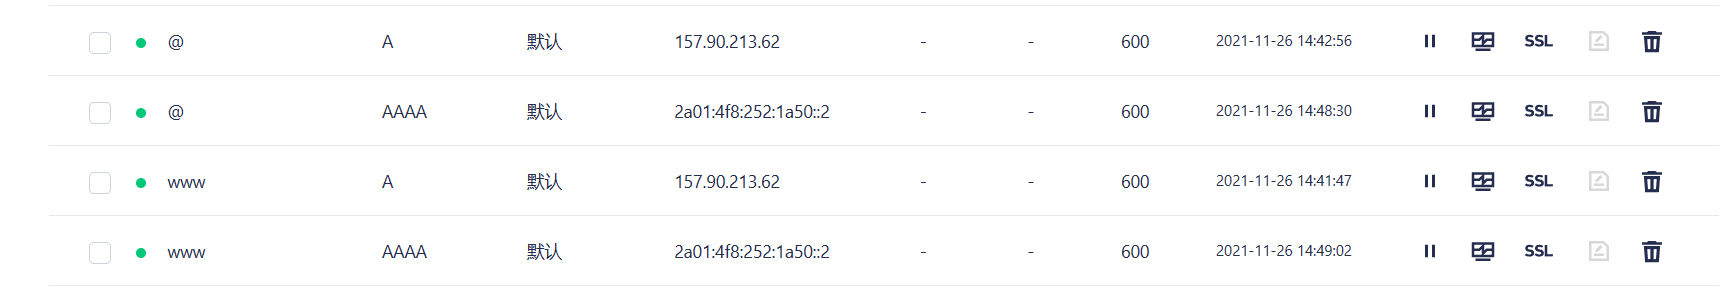 @ A 默认 157.90.213.62 - - 600 2021-11-26 14:42:56 SSL
@ AAAA 默认 2a01:4f8:252:1a50::2 - - 600 2021-11-26 14:48:30 SSL
www A 默认 157.90.213.62 - - 600 2021-11-26 14:41:47 SSL
www AAAA 默认 2a01:4f8:252:1a50::2 - - 600 2021-11-26 14:49:02 SSL